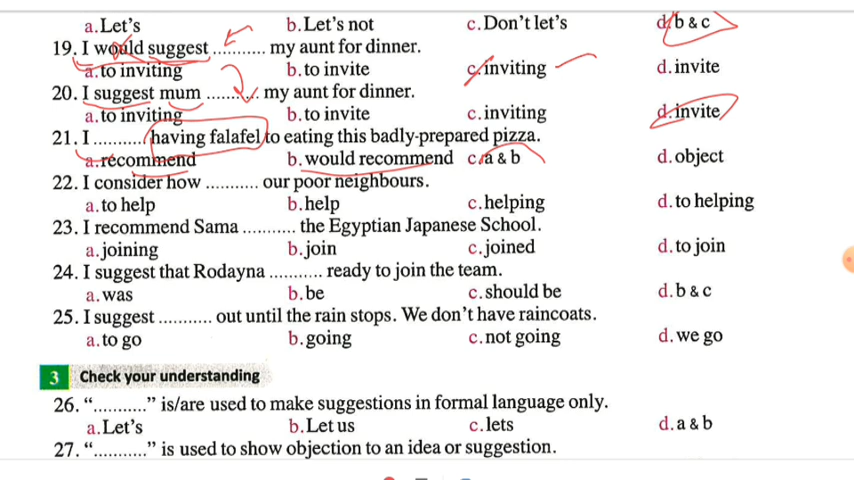 a. Let's b. Let's not c. Don't let's d. b & c
19. I would suggest ........... my aunt for dinner.
a. to inviting b. to invite c. inviting d. invite
20. I suggest mum ........... my aunt for dinner.
a. to inviting b. to invite c. inviting d. invite
21. I ........... having falafel to eating this badly-prepared pizza.
a. recommend b. would recommend c. a & b d. object
22. I consider how ........... our poor neighbours.
a. to help b. help c. helping d. to helping
23. I recommend Sama ........... the Egyptian Japanese School.
a. joining b. join c. joined d. to join
24. I suggest that Rodayna ........... ready to join the team.
a. was b. be c. should be d. b & c
25. I suggest ........... out until the rain stops. We don't have raincoats.
a. to go b. going c. not going d. we go
3 Check your understanding
26. “...........” is/are used to make suggestions in formal language only.
a. Let's b. Let us c. lets d. a & b
27. “...........” is used to show objection to an idea or suggestion.